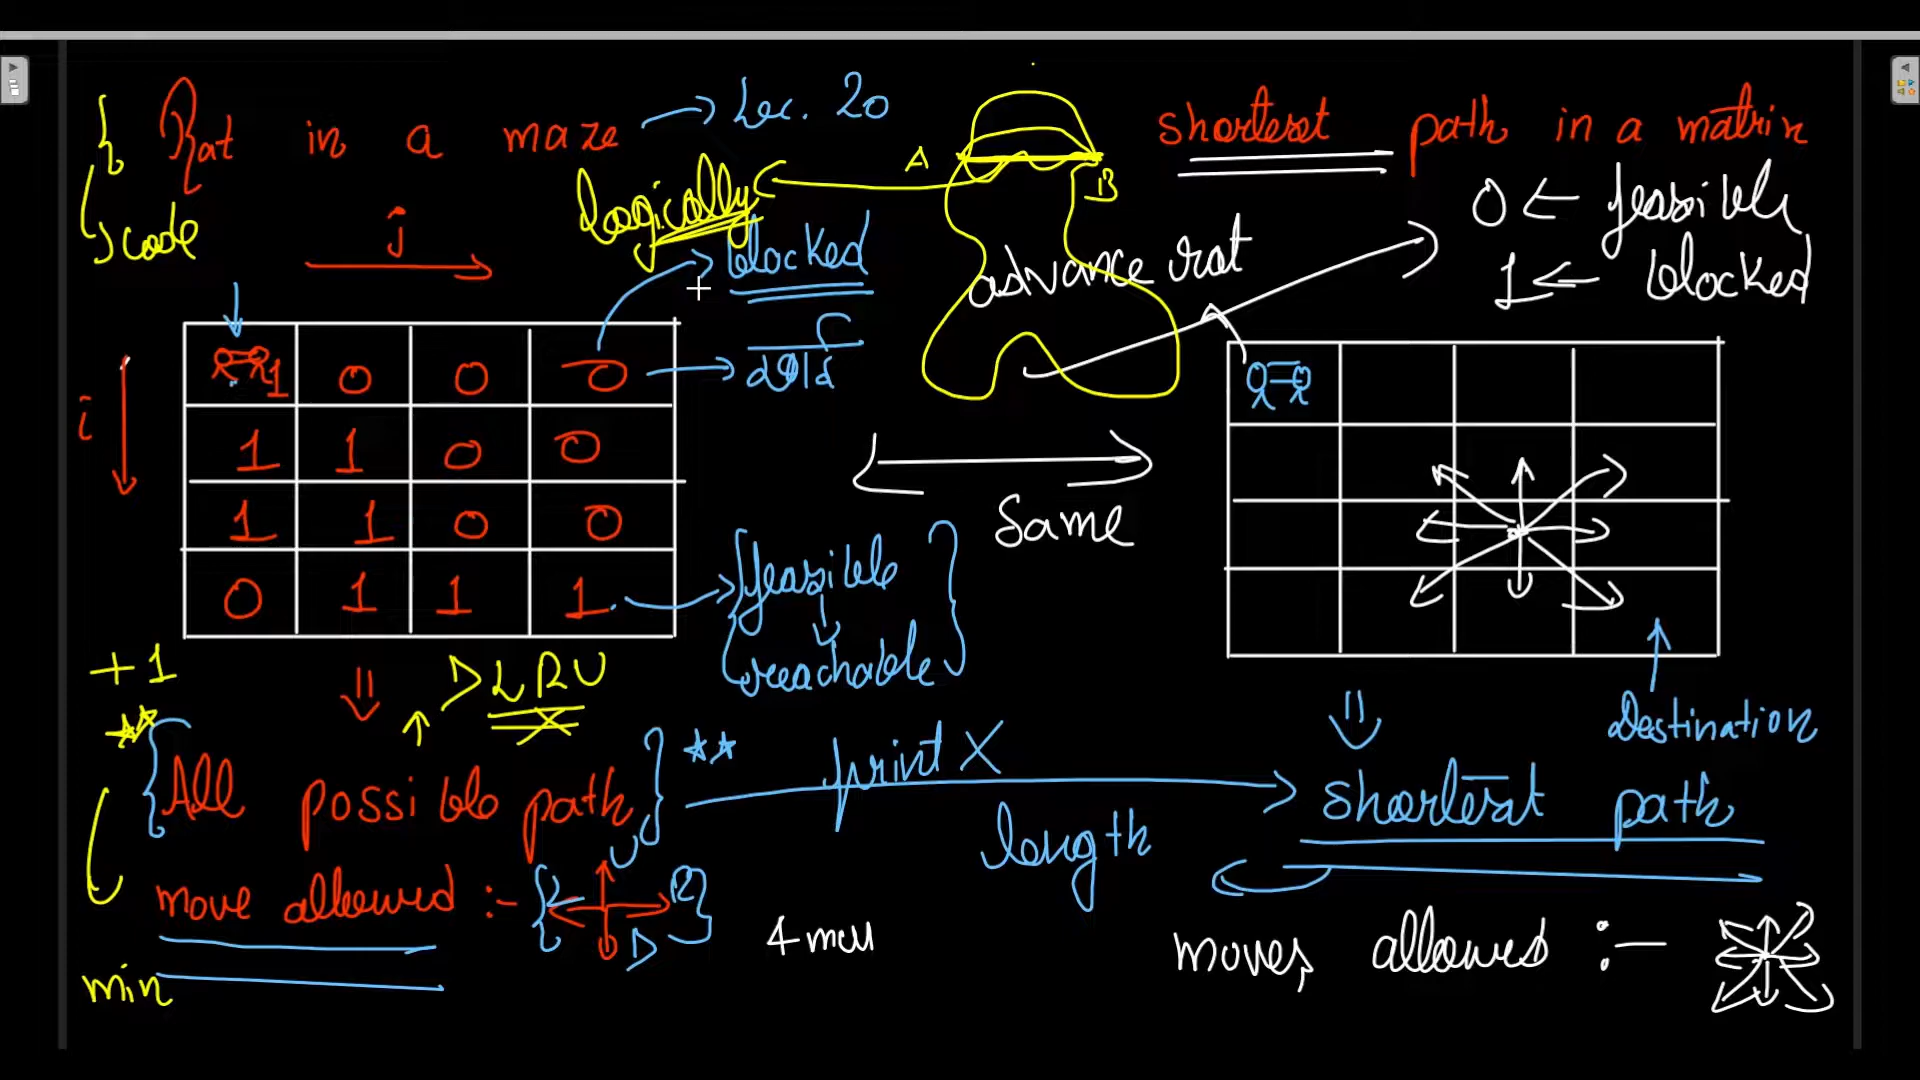 Rat in a maze → Lec. 20
shortest path in a matrix
A
B
logically
0 ← feasible
1 ← blocked
code
j
blocked
advance rat
i
1 0 0 0
1 1 0 0
1 1 0 0
0 1 1 1
Same
feasible
reachable
+1
DLRU
Destination
**
All possible path
**
print X
length
shortest path
move allowed :-
U
L
R
D
4
moves allowed :-
min